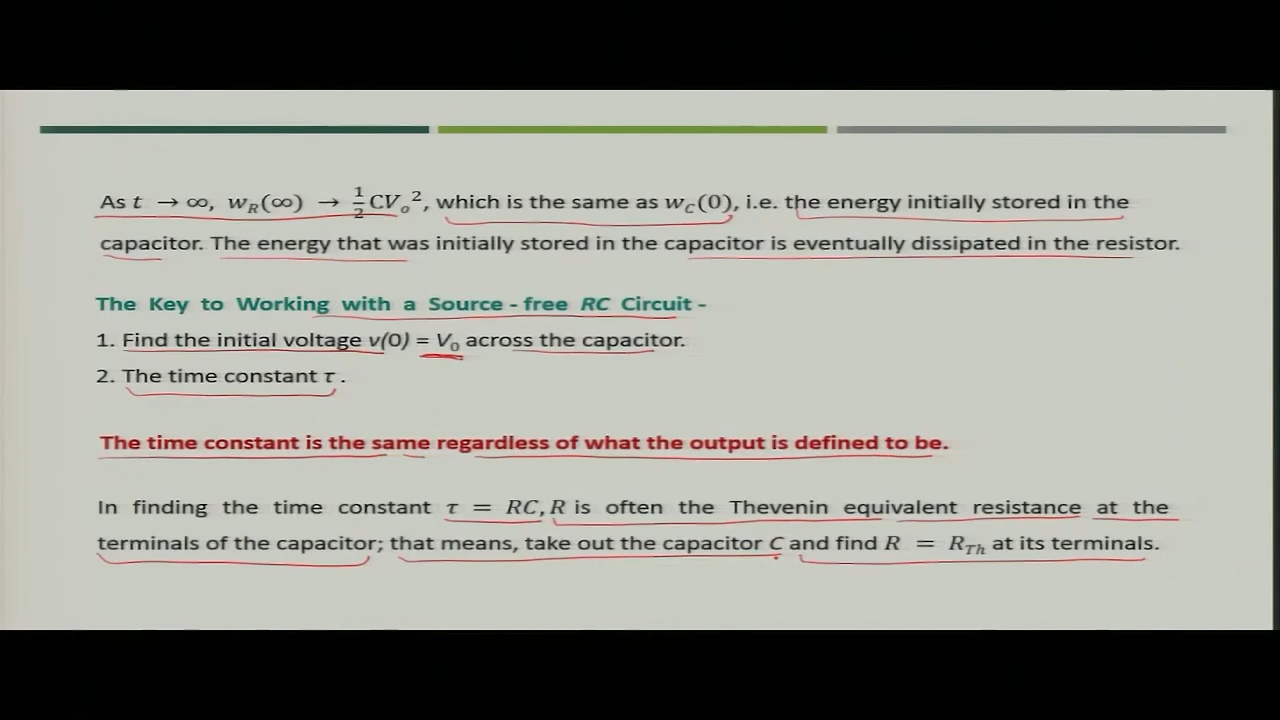 As t → ∞, w_R(∞) → 1/2 CV_o², which is the same as w_C(0), i.e. the energy initially stored in the
capacitor. The energy that was initially stored in the capacitor is eventually dissipated in the resistor.
The Key to Working with a Source - free RC Circuit -
1. Find the initial voltage v(0) = V₀ across the capacitor.
2. The time constant τ .
The time constant is the same regardless of what the output is defined to be.
In finding the time constant τ = RC, R is often the Thevenin equivalent resistance at the
terminals of the capacitor; that means, take out the capacitor C and find R = R_Th at its terminals.